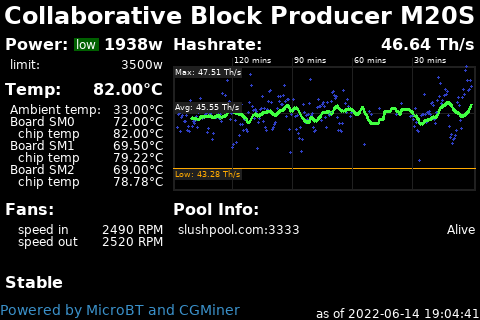 Collaborative Block Producer M20S
Power: low 1938w
limit: 3500w
Temp: 82.00°C
Ambient temp: 33.00°C
Board SM0 72.00°C
chip temp 82.00°C
Board SM1 69.50°C
chip temp 79.22°C
Board SM2 69.00°C
chip temp 78.78°C
Fans:
speed in 2490 RPM
speed out 2520 RPM
Stable
Hashrate: 46.64 Th/s
120 mins 90 mins 60 mins 30 mins
Max: 47.51 Th/s
Avg: 45.55 Th/s
Low: 43.28 Th/s
Pool Info:
slushpool.com:3333 Alive
Powered by MicroBT and CGMiner
as of 2022-06-14 19:04:41